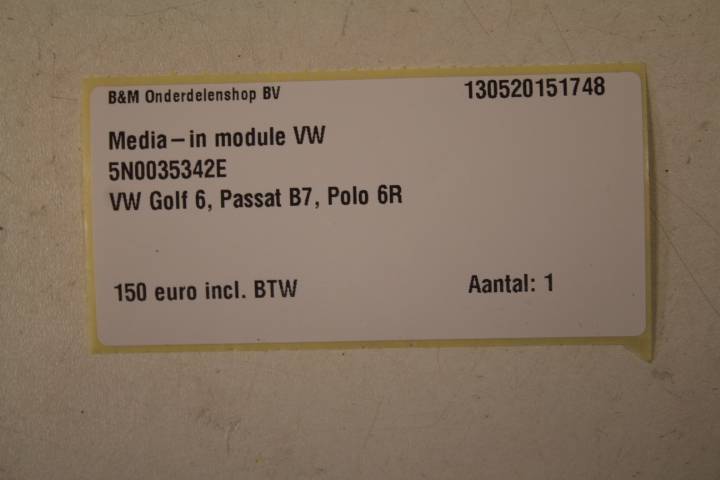 B&M Onderdelenshop BV 130520151748
Media-in module VW
5N0035342E
VW Golf 6, Passat B7, Polo 6R
150 euro incl. BTW Aantal: 1